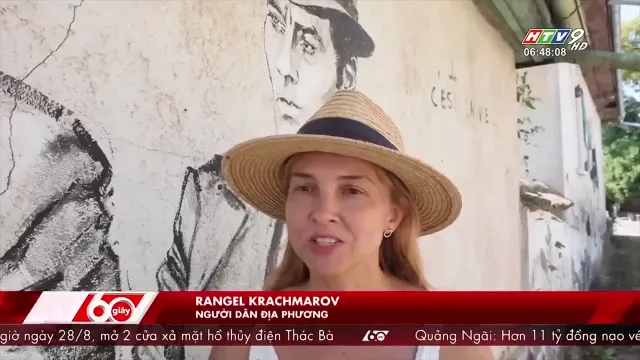 HTV9
HD
06:48:08
60
giây
RANGEL KRACHMAROV
NGƯỜI DÂN ĐỊA PHƯƠNG
giờ ngày 28/8, mở 2 cửa xả mặt hồ thủy điện Thác Bà
60
Quảng Ngãi: Hơn 11 tỷ đồng nạo vé